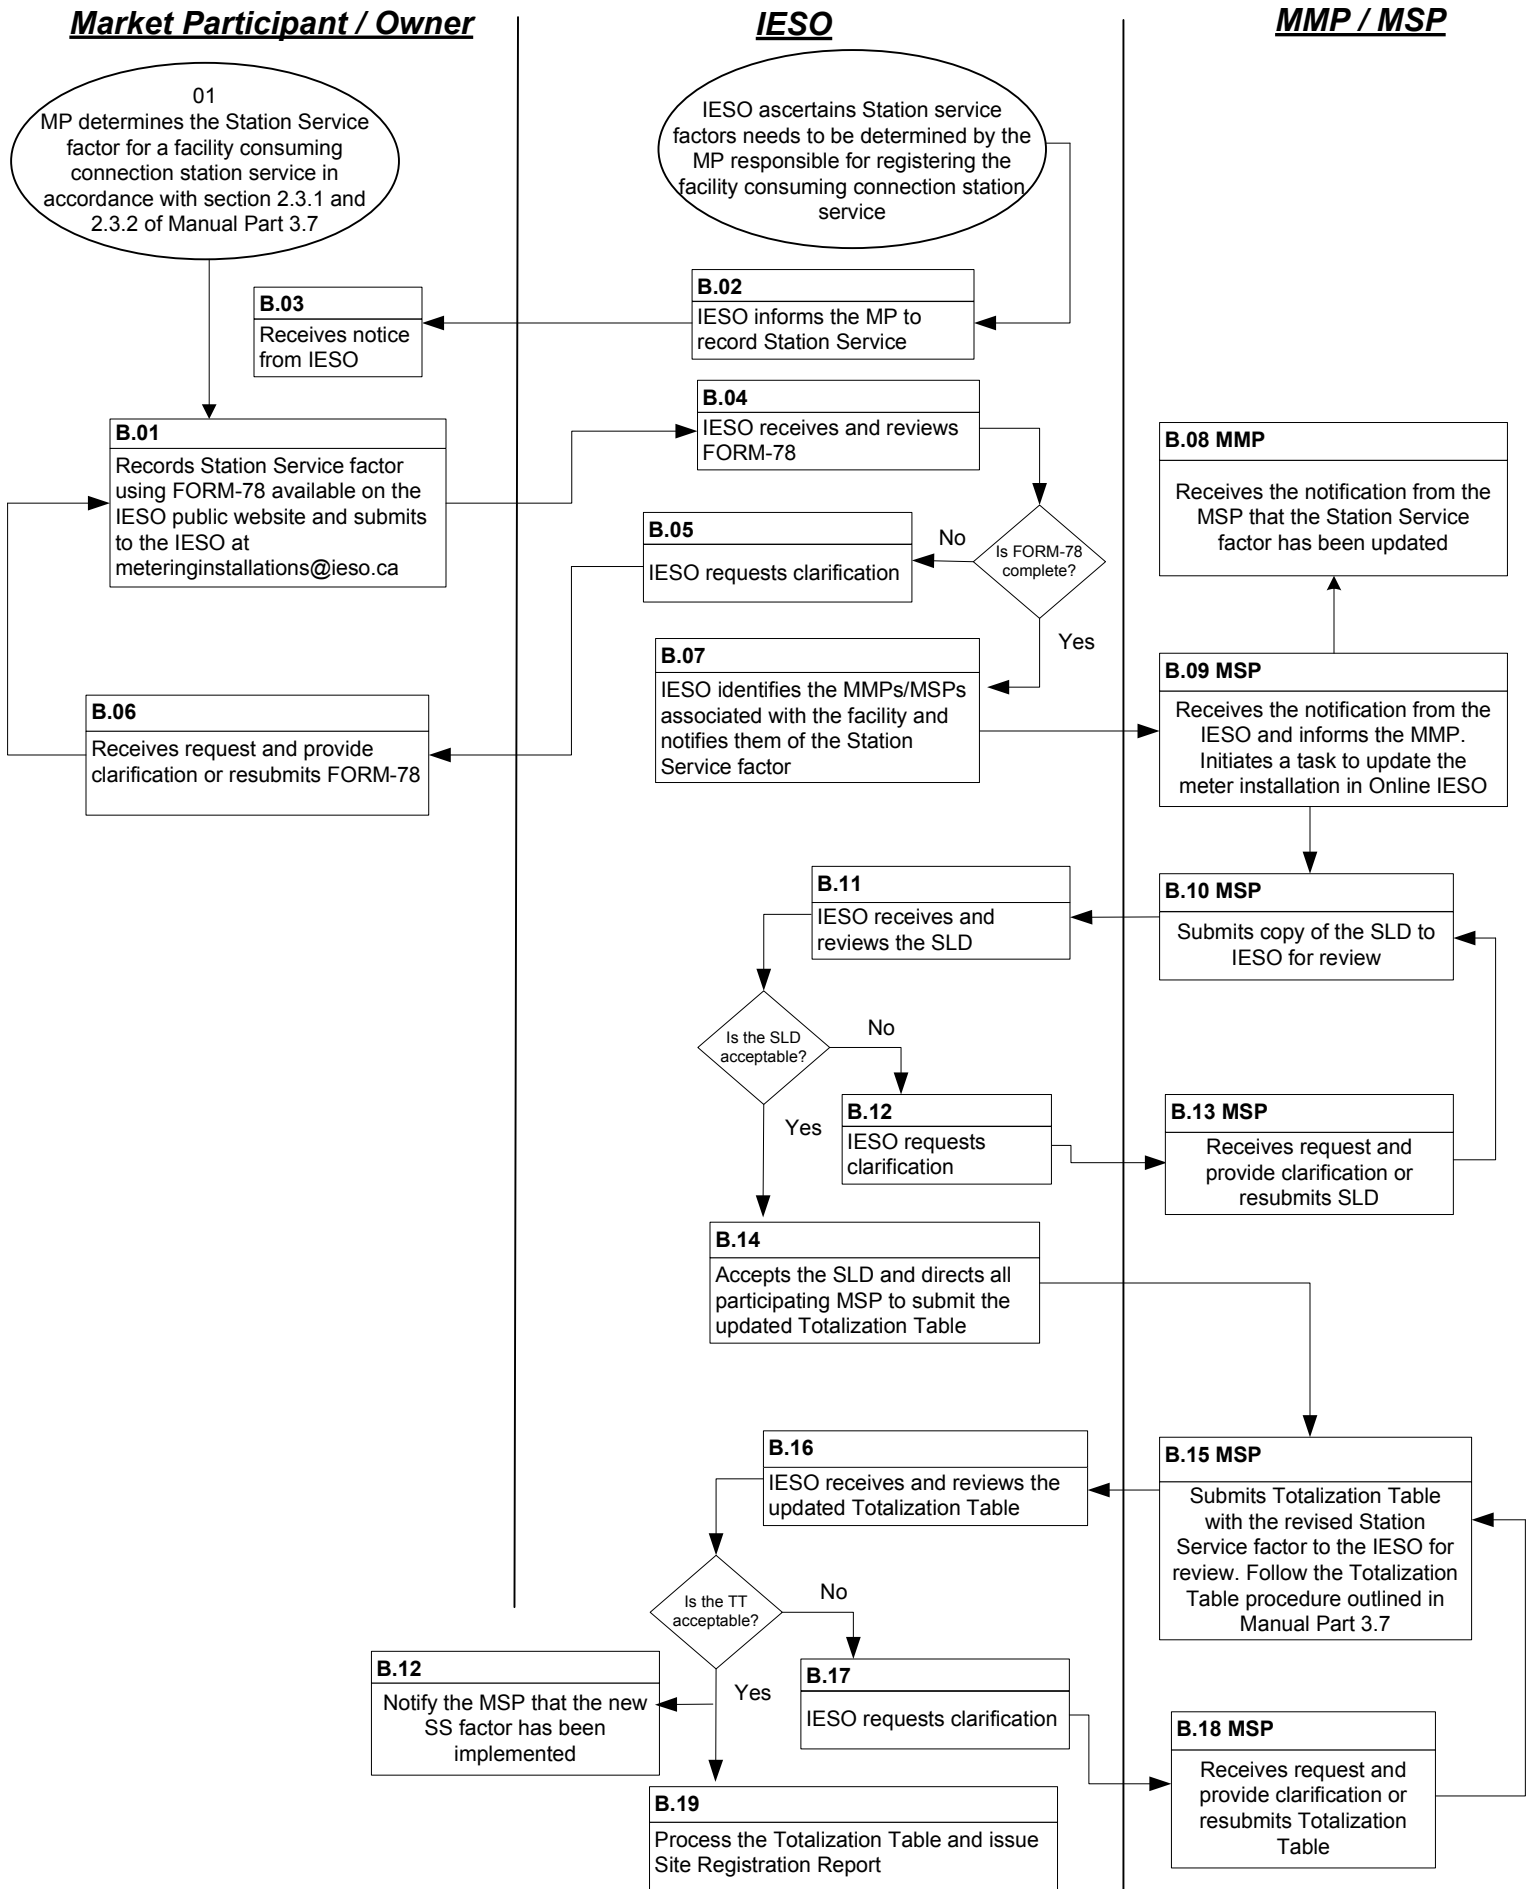 Market Participant / Owner
IESO
MMP / MSP
01
MP determines the Station Service
factor for a facility consuming
connection station service in
accordance with section 2.3.1 and
2.3.2 of Manual Part 3.7
IESO ascertains Station service
factors needs to be determined by the
MP responsible for registering the
facility consuming connection station
service
B.03
Receives notice
from IESO
B.02
IESO informs the MP to
record Station Service
B.01
Records Station Service factor
using FORM-78 available on the
IESO public website and submits
to the IESO at
meteringinstallations@ieso.ca
B.04
IESO receives and reviews
FORM-78
Is FORM-78
complete?
No
Yes
B.05
IESO requests clarification
B.06
Receives request and provide
clarification or resubmits FORM-78
B.07
IESO identifies the MMPs/MSPs
associated with the facility and
notifies them of the Station
Service factor
B.08 MMP
Receives the notification from the
MSP that the Station Service
factor has been updated
B.09 MSP
Receives the notification from the
IESO and informs the MMP.
Initiates a task to update the
meter installation in Online IESO
B.10 MSP
Submits copy of the SLD to
IESO for review
B.11
IESO receives and
reviews the SLD
Is the SLD
acceptable?
No
Yes
B.12
IESO requests
clarification
B.13 MSP
Receives request and
provide clarification or
resubmits SLD
B.14
Accepts the SLD and directs all
participating MSP to submit the
updated Totalization Table
B.15 MSP
Submits Totalization Table
with the revised Station
Service factor to the IESO for
review. Follow the Totalization
Table procedure outlined in
Manual Part 3.7
B.16
IESO receives and reviews the
updated Totalization Table
Is the TT
acceptable?
No
Yes
B.12
Notify the MSP that the new
SS factor has been
implemented
B.17
IESO requests clarification
B.18 MSP
Receives request and
provide clarification or
resubmits Totalization
Table
B.19
Process the Totalization Table and issue
Site Registration Report